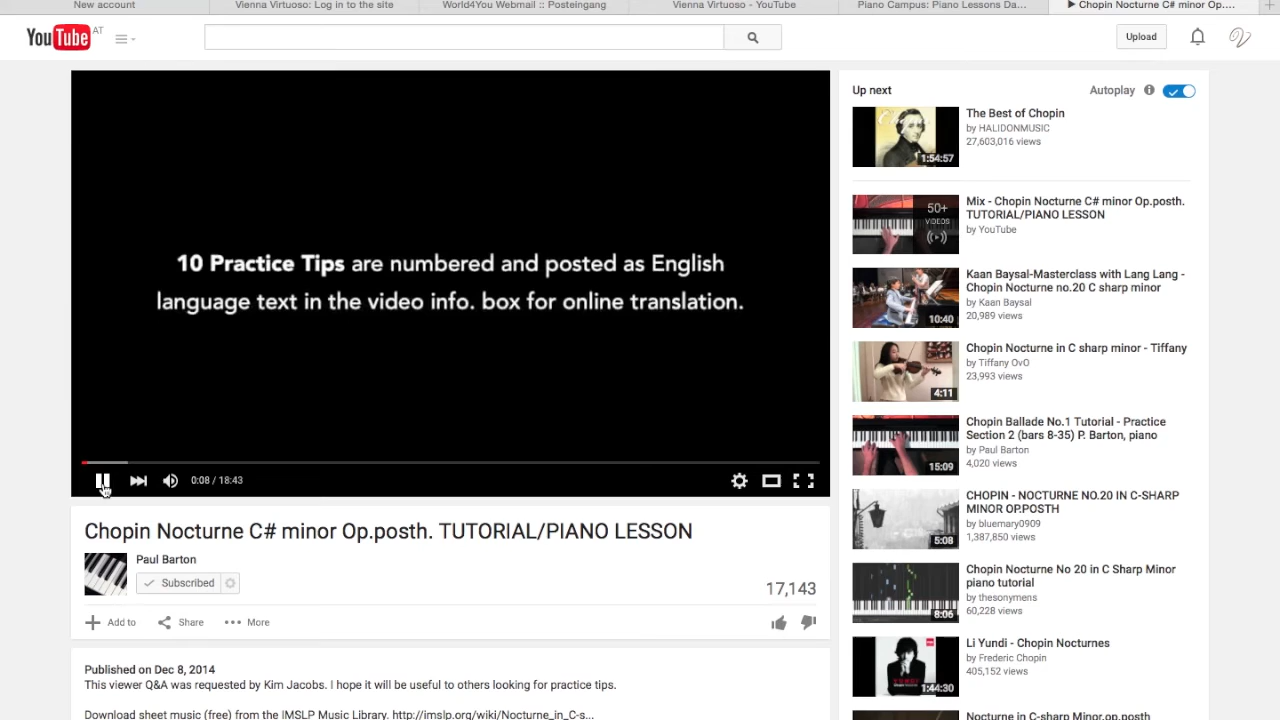 New account
Vienna Virtuoso: Log in to the site
World4You Webmail :: Posteingang
Vienna Virtuoso - YouTube
Piano Campus: Piano Lessons Da...
▶ Chopin Nocturne C# minor Op....
YouTube AT
Upload
10 Practice Tips are numbered and posted as English
language text in the video info. box for online translation.
0:08 / 18:43
Chopin Nocturne C# minor Op.posth. TUTORIAL/PIANO LESSON
Paul Barton
Subscribed
17,143
Add to
Share
More
Published on Dec 8, 2014
This viewer Q&A was requested by Kim Jacobs. I hope it will be useful to others looking for practice tips.
Download sheet music (free) from the IMSLP Music Library. http://imslp.org/wiki/Nocturne_in_C-s...
Up next
Autoplay
The Best of Chopin
by HALIDONMUSIC
27,603,016 views
1:54:57
Mix - Chopin Nocturne C# minor Op.posth.
TUTORIAL/PIANO LESSON
by YouTube
50+
VIDEOS
Kaan Baysal-Masterclass with Lang Lang -
Chopin Nocturne no.20 C sharp minor
by Kaan Baysal
20,989 views
10:40
Chopin Nocturne in C sharp minor - Tiffany
by Tiffany OvO
23,993 views
4:11
Chopin Ballade No.1 Tutorial - Practice
Section 2 (bars 8-35) P. Barton, piano
by Paul Barton
4,020 views
15:09
CHOPIN - NOCTURNE NO.20 IN C-SHARP
MINOR OP.POSTH
by bluemary0909
1,387,850 views
5:08
Chopin Nocturne No 20 in C Sharp Minor
piano tutorial
by thesonymens
60,228 views
8:06
Li Yundi - Chopin Nocturnes
by Frederic Chopin
405,152 views
1:44:30
Nocturne in C-sharp Minor,op.posth